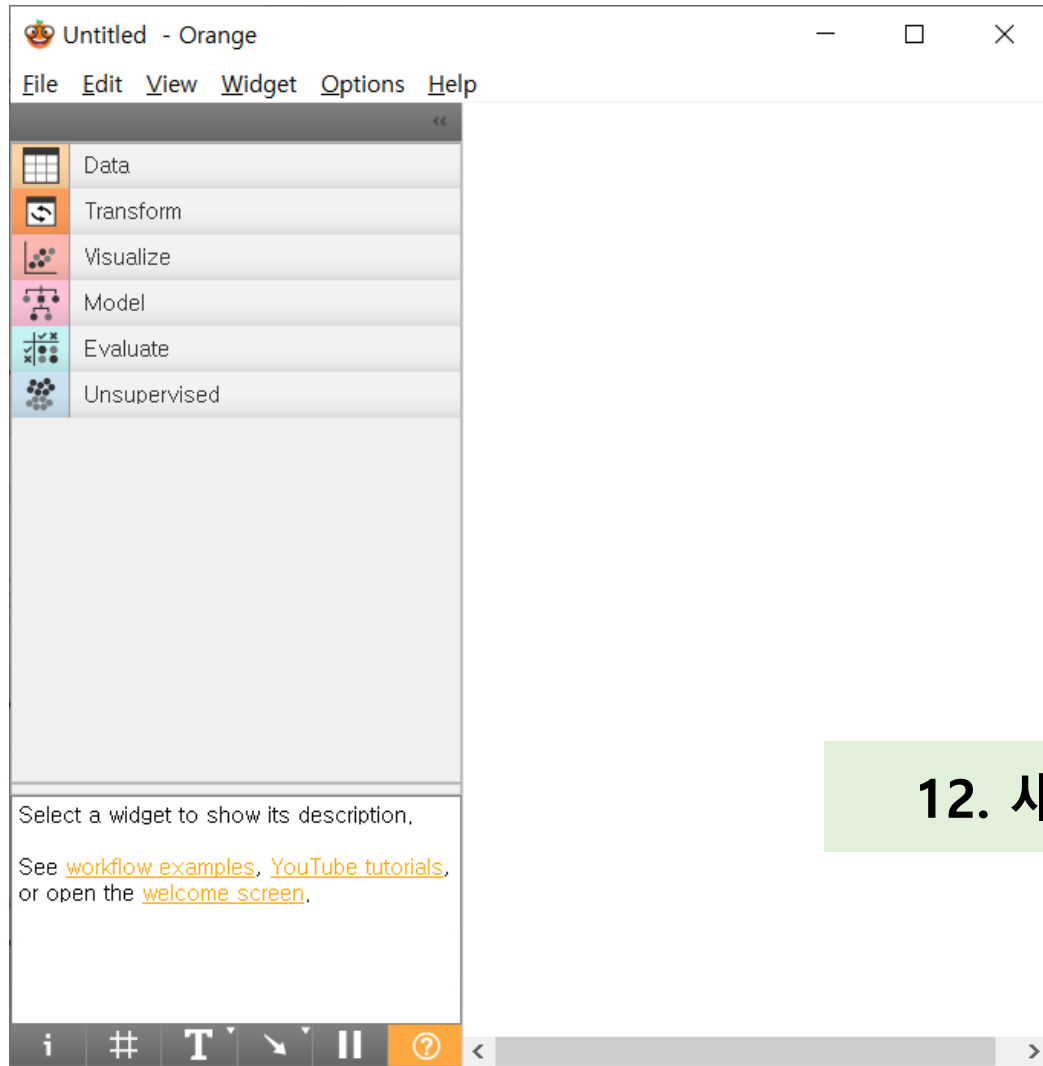 Untitled - Orange
File Edit View Widget Options Help
Data
Transform
Visualize
Model
Evaluate
Unsupervised
12.
Select a widget to show its description.
See workflow examples, YouTube tutorials,
or open the welcome screen.
i # T ?